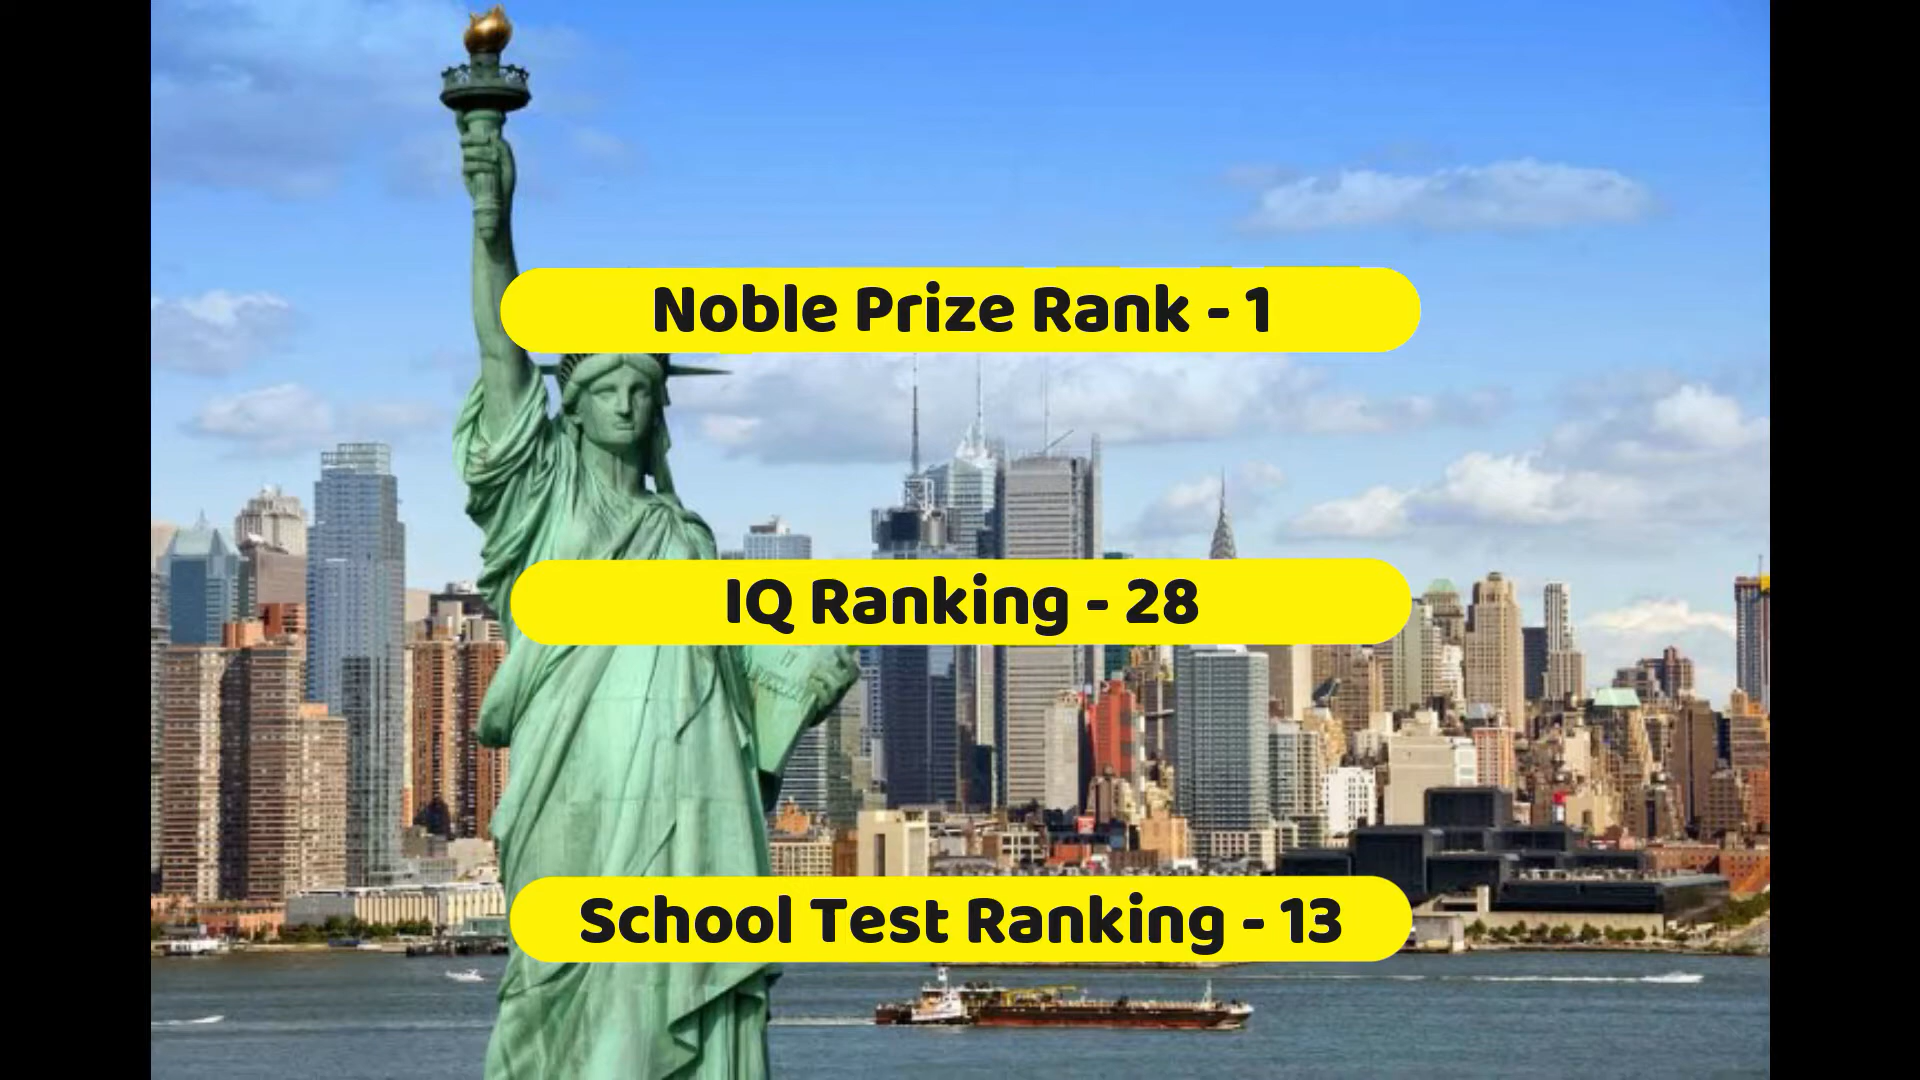 Noble Prize Rank - 1
IQ Ranking - 28
School Test Ranking - 13